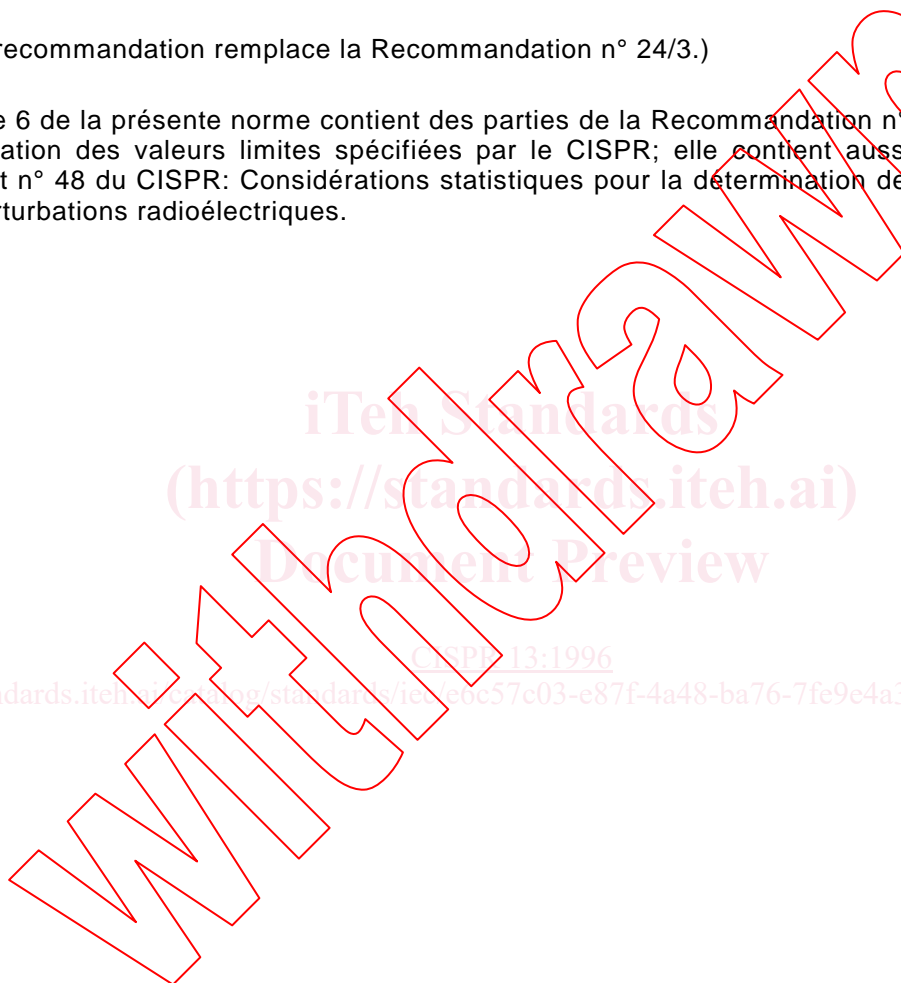 recommandation remplace la Recommandation n° 24/3.)
e 6 de la présente norme contient des parties de la Recommandation n°
ation des valeurs limites spécifiées par le CISPR; elle contient auss
t n° 48 du CISPR: Considérations statistiques pour la détermination de
rturbations radioélectriques.
iTeh Standards
(https://standards.iteh.ai)
Document Preview
CISPR 13:1996
ndards.iteh.ai/catalog/standards/iec/e6c57c03-e87f-4a48-ba76-7fe9e4a3
withdrawn